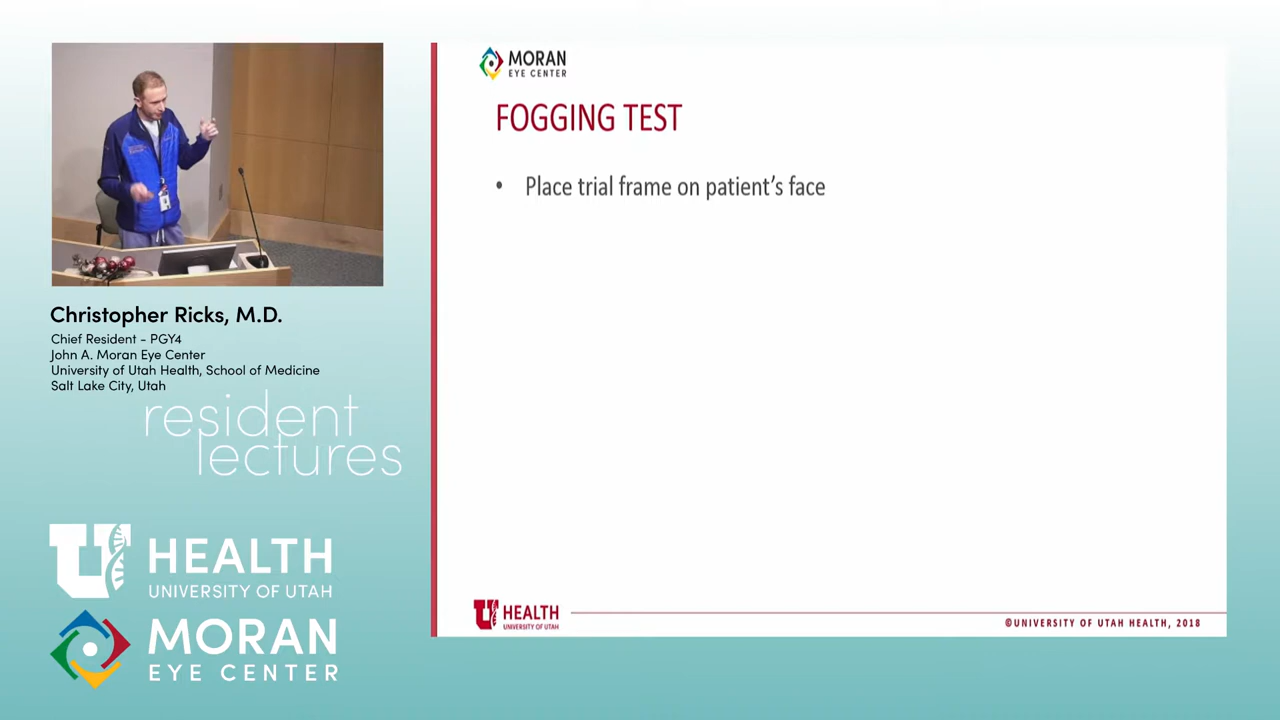 Christopher Ricks, M.D.
Chief Resident - PGY4
John A. Moran Eye Center
University of Utah Health, School of Medicine
Salt Lake City, Utah
resident
lectures
U HEALTH
UNIVERSITY OF UTAH
MORAN
EYE CENTER
MORAN
EYE CENTER
FOGGING TEST
• Place trial frame on patient’s face
U HEALTH
UNIVERSITY OF UTAH
©UNIVERSITY OF UTAH HEALTH, 2018